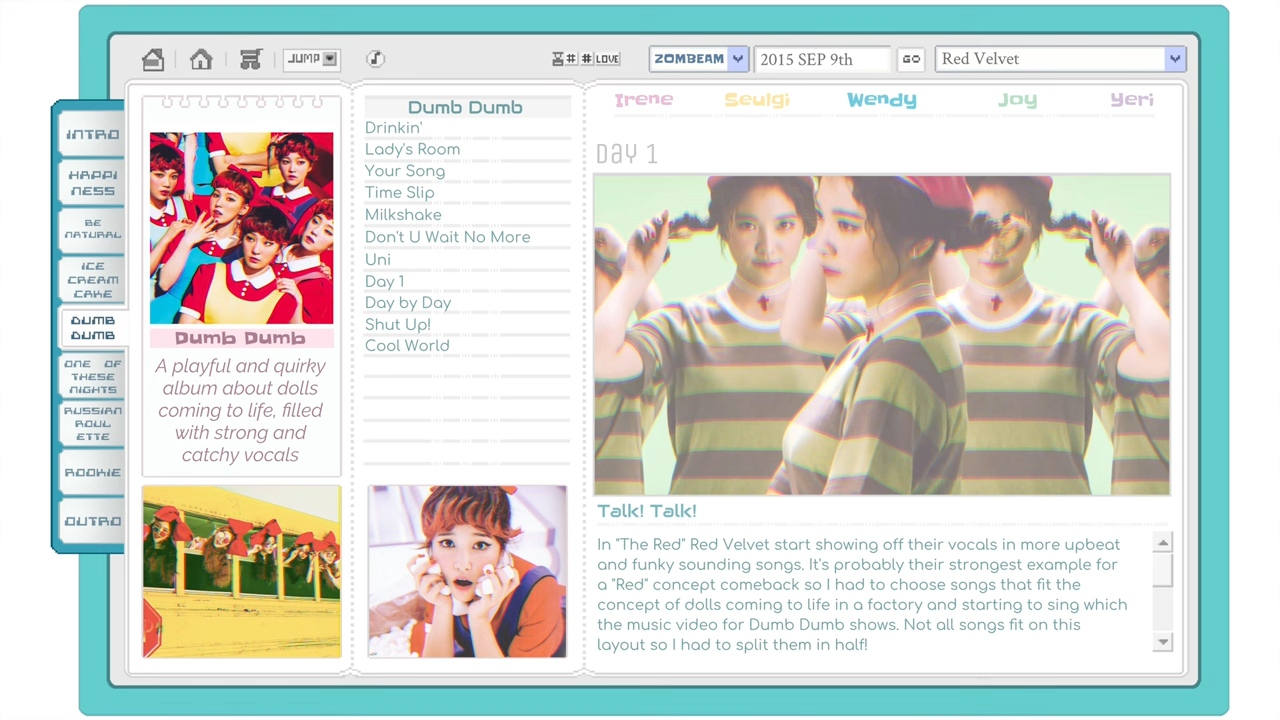 JUMP
# # LOVE
ZOMBEAM
2015 SEP 9th
GO
Red Velvet
INTRO
HAPPI
NESS
BE
NATURAL
ICE
CREAM
CAKE
DUMB
DUMB
ONE OF
THESE
NIGHTS
RUSSIAN
ROUL
ETTE
ROOKIE
OUTRO
Dumb Dumb
A playful and quirky
album about dolls
coming to life, filled
with strong and
catchy vocals
Dumb Dumb
Drinkin'
Lady's Room
Your Song
Time Slip
Milkshake
Don't U Wait No More
Uni
Day 1
Day by Day
Shut Up!
Cool World
Irene Seulgi Wendy Joy Yeri
Day 1
Talk! Talk!
In "The Red" Red Velvet start showing off their vocals in more upbeat
and funky sounding songs. It's probably their strongest example for
a "Red" concept comeback so I had to choose songs that fit the
concept of dolls coming to life in a factory and starting to sing which
the music video for Dumb Dumb shows. Not all songs fit on this
layout so I had to split them in half!